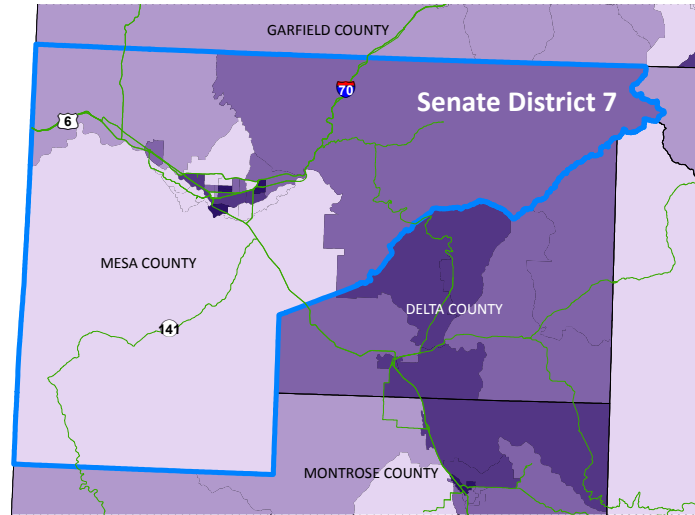 GARFIELD COUNTY
70
Senate District 7
6
MESA COUNTY
DELTA COUNTY
141
MONTROSE COUNTY